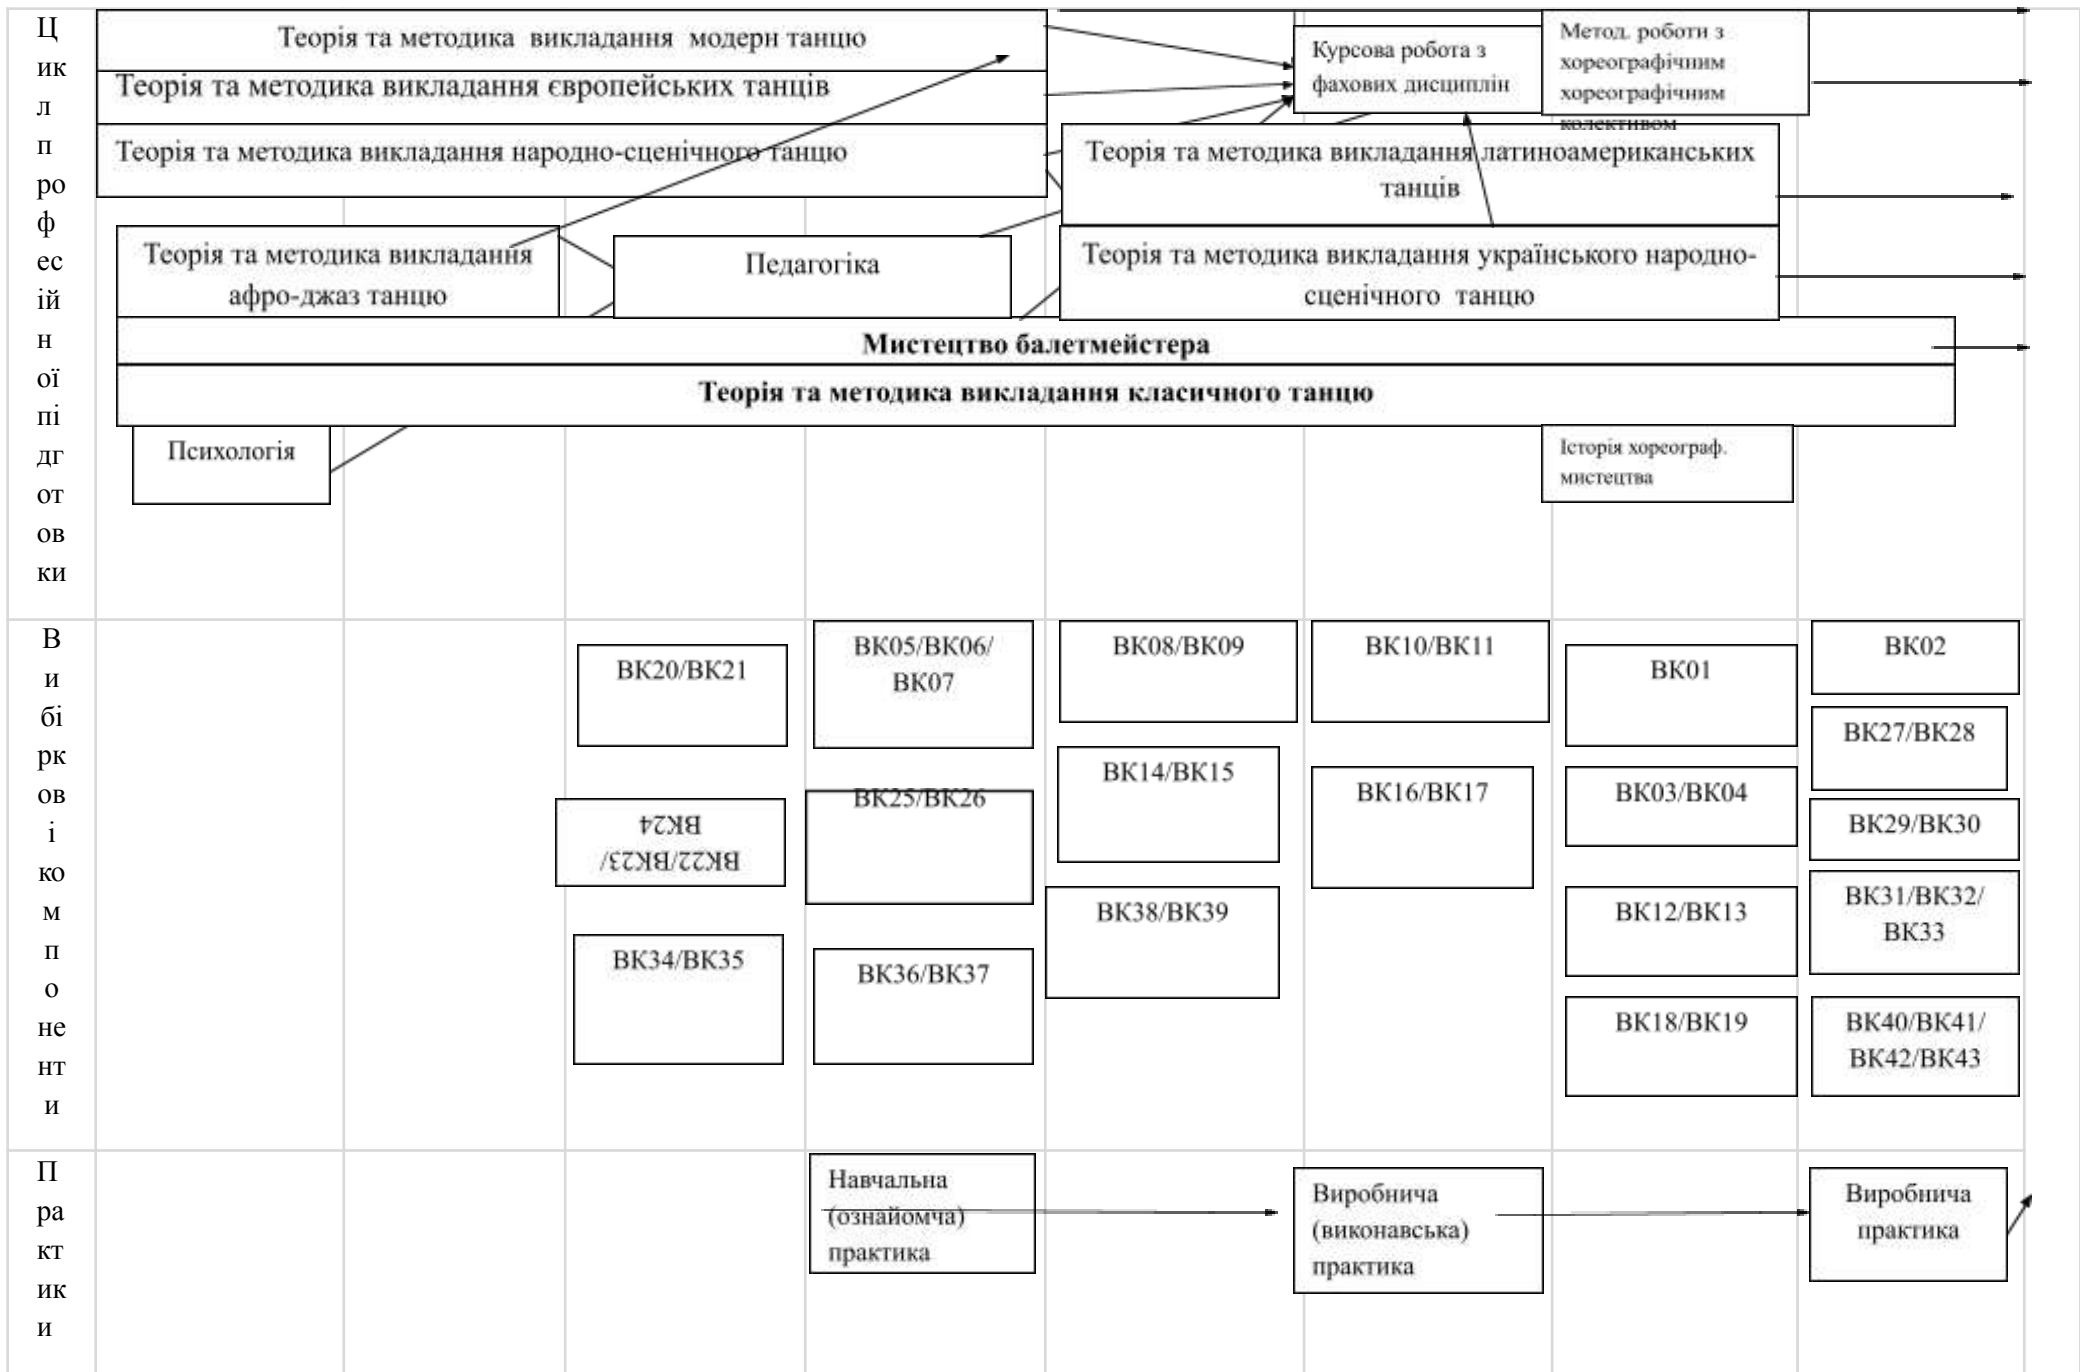 Ц
ик
л
п
ро
ф
ес
ій
н
ої
пі
дг
от
ов
ки
Теорія та методика викладання модерн танцю
Теорія та методика викладання європейських танців
Теорія та методика викладання народно-сценічного танцю
Курсова робота з
фахових дисциплін
Метод. роботи з
хореографічним
хореографічним
колективом
Теорія та методика викладання латиноамериканських
танців
Теорія та методика викладання
афро-джаз танцю
Педагогіка
Теорія та методика викладання українського народно-
сценічного танцю
Мистецтво балетмейстера
Теорія та методика викладання класичного танцю
Психологія
Історія хореограф.
мистецтва
В
и
бі
рк
ов
і
ко
м
п
о
не
нт
и
ВК20/ВК21
ВК22/ВК23/
ВК24
ВК34/ВК35
ВК05/ВК06/
ВК07
ВК25/ВК26
ВК36/ВК37
ВК08/ВК09
ВК14/ВК15
ВК38/ВК39
ВК10/ВК11
ВК16/ВК17
ВК01
ВК03/ВК04
ВК12/ВК13
ВК18/ВК19
ВК02
ВК27/ВК28
ВК29/ВК30
ВК31/ВК32/
ВК33
ВК40/ВК41/
ВК42/ВК43
П
ра
кт
ик
и
Навчальна
(ознайомча)
практика
Виробнича
(виконавська)
практика
Виробнича
практика